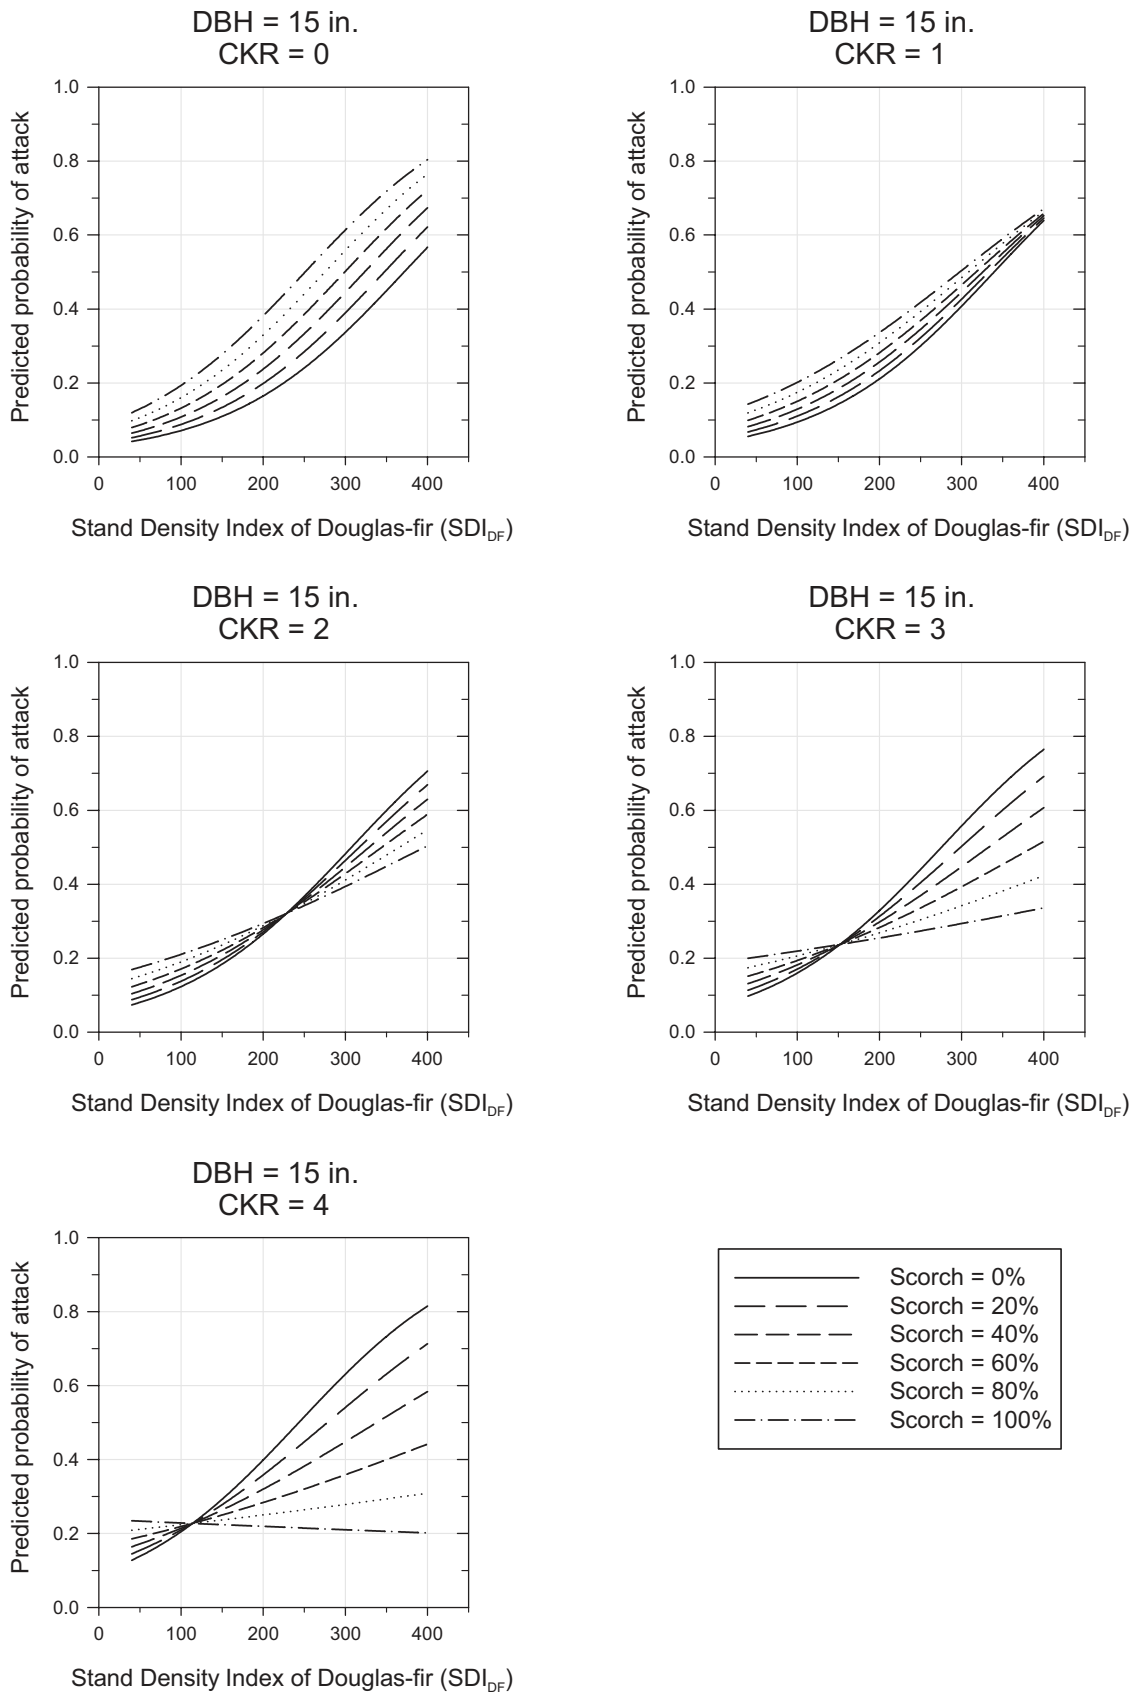 DBH = 15 in.
CKR = 0
1.0
0.8
0.6
0.4
0.2
0.0
Predicted probability of attack
0 100 200 300 400
Stand Density Index of Douglas-fir (SDI_DF)
DBH = 15 in.
CKR = 1
1.0
0.8
0.6
0.4
0.2
0.0
Predicted probability of attack
0 100 200 300 400
Stand Density Index of Douglas-fir (SDI_DF)
DBH = 15 in.
CKR = 2
1.0
0.8
0.6
0.4
0.2
0.0
Predicted probability of attack
0 100 200 300 400
Stand Density Index of Douglas-fir (SDI_DF)
DBH = 15 in.
CKR = 3
1.0
0.8
0.6
0.4
0.2
0.0
Predicted probability of attack
0 100 200 300 400
Stand Density Index of Douglas-fir (SDI_DF)
DBH = 15 in.
CKR = 4
1.0
0.8
0.6
0.4
0.2
0.0
Predicted probability of attack
0 100 200 300 400
Stand Density Index of Douglas-fir (SDI_DF)
Scorch = 0%
Scorch = 20%
Scorch = 40%
Scorch = 60%
Scorch = 80%
Scorch = 100%